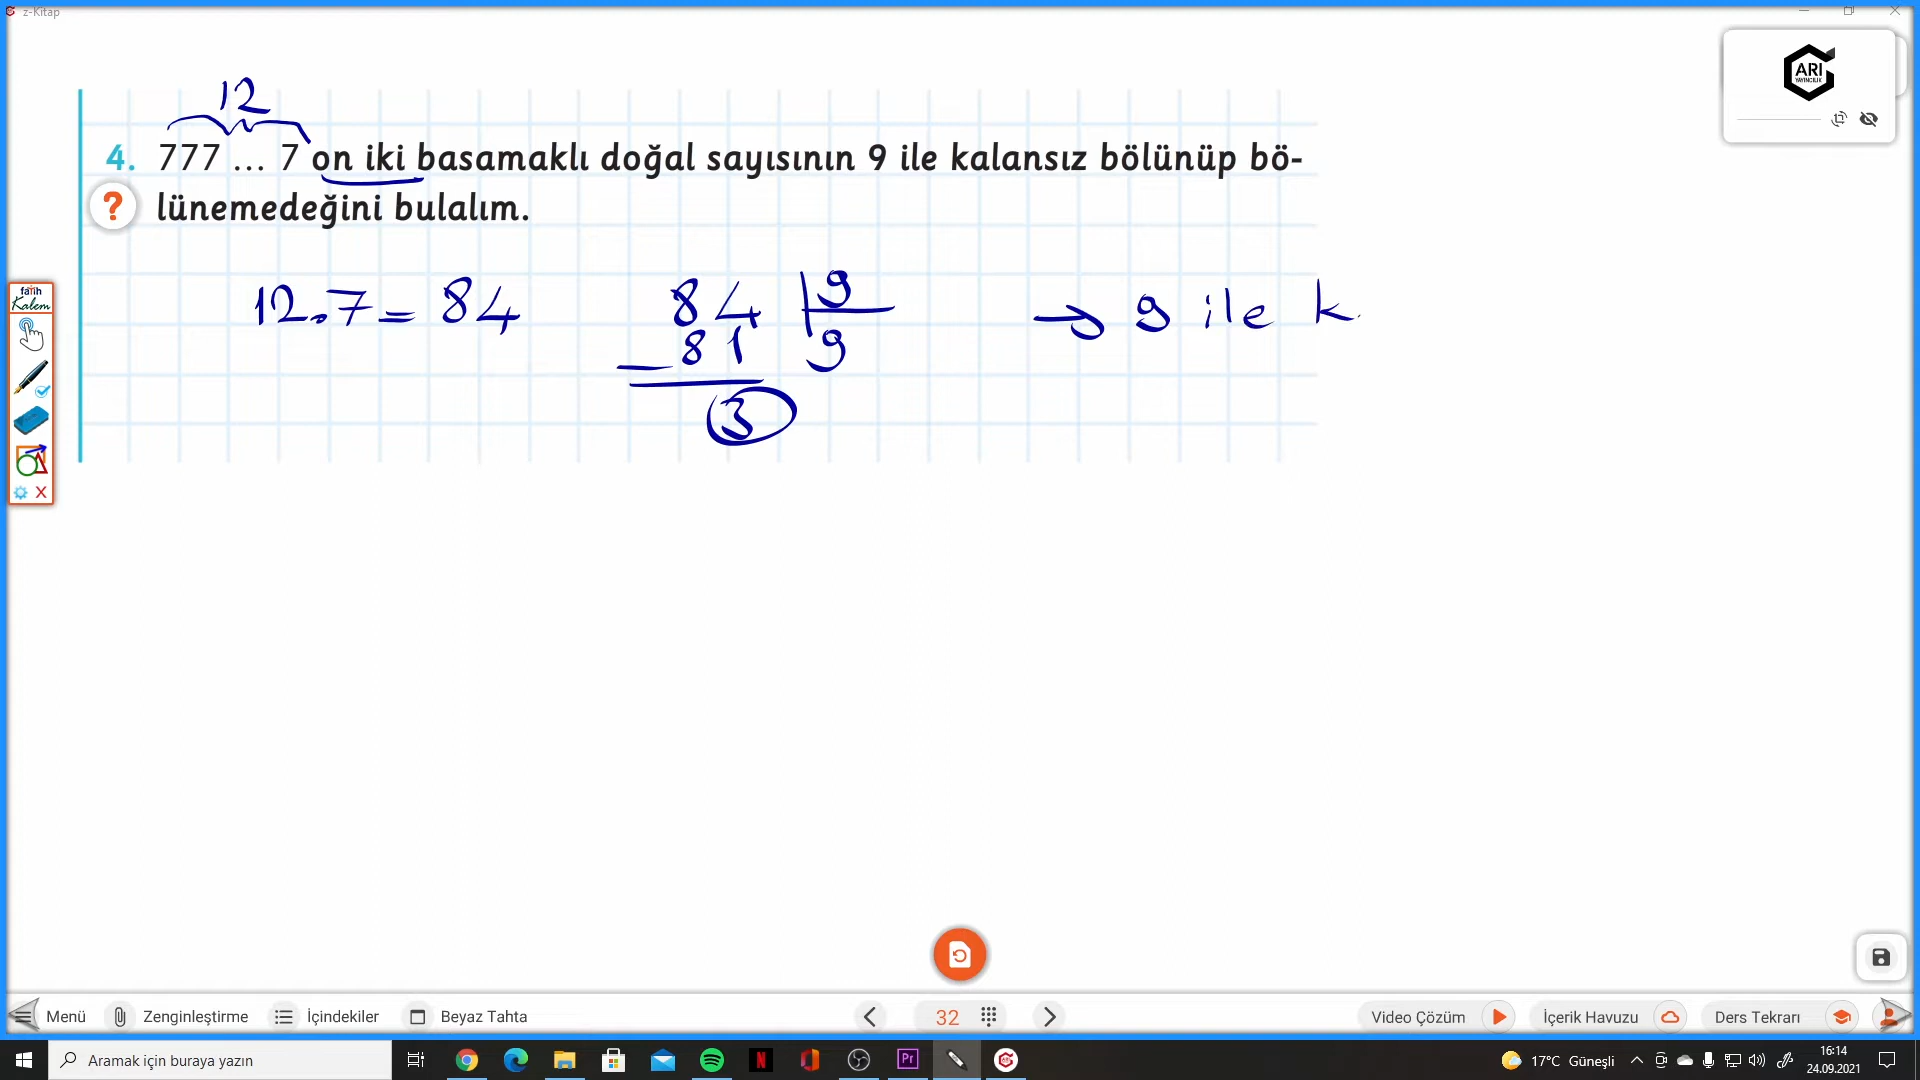 z-Kitap
ARI
YAYINCILIK
12
4. 777 ... 7 on iki basamaklı doğal sayısının 9 ile kalansız bölünüp bö-
? lünemedeğini bulalım.
12.7 = 84
84 | 9
81 9
3
→ 9 ile k
fatih
Kalem
Menü
Zenginleştirme
İçindekiler
Beyaz Tahta
32
Video Çözüm
İçerik Havuzu
Ders Tekrarı
Aramak için buraya yazın
Pr
17°C Güneşli
16:14
24.09.2021